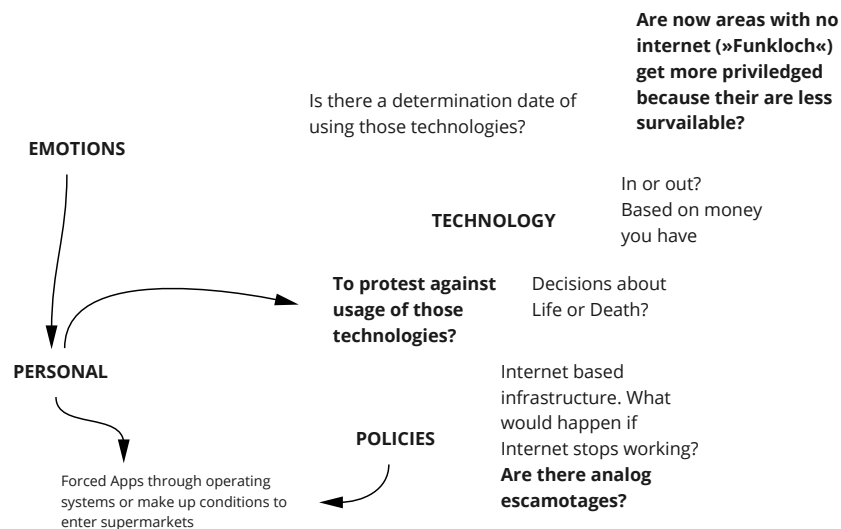 Are now areas with no
internet (»Funkloch«)
get more priviledged
because their are less
survailable?
Is there a determination date of
using those technologies?
EMOTIONS
In or out?
Based on money
you have
TECHNOLOGY
To protest against
usage of those
technologies?
Decisions about
Life or Death?
PERSONAL
Internet based
infrastructure. What
would happen if
Internet stops working?
Are there analog
escamotages?
POLICIES
Forced Apps through operating
systems or make up conditions to
enter supermarkets